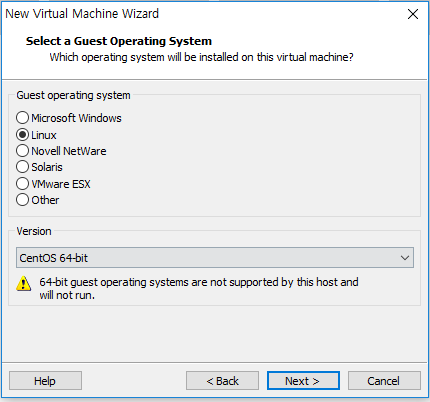 New Virtual Machine Wizard
Select a Guest Operating System
Which operating system will be installed on this virtual machine?
Guest operating system
Microsoft Windows
Linux
Novell NetWare
Solaris
VMware ESX
Other
Version
CentOS 64-bit
64-bit guest operating systems are not supported by this host and
will not run.
Help
< Back
Next >
Cancel